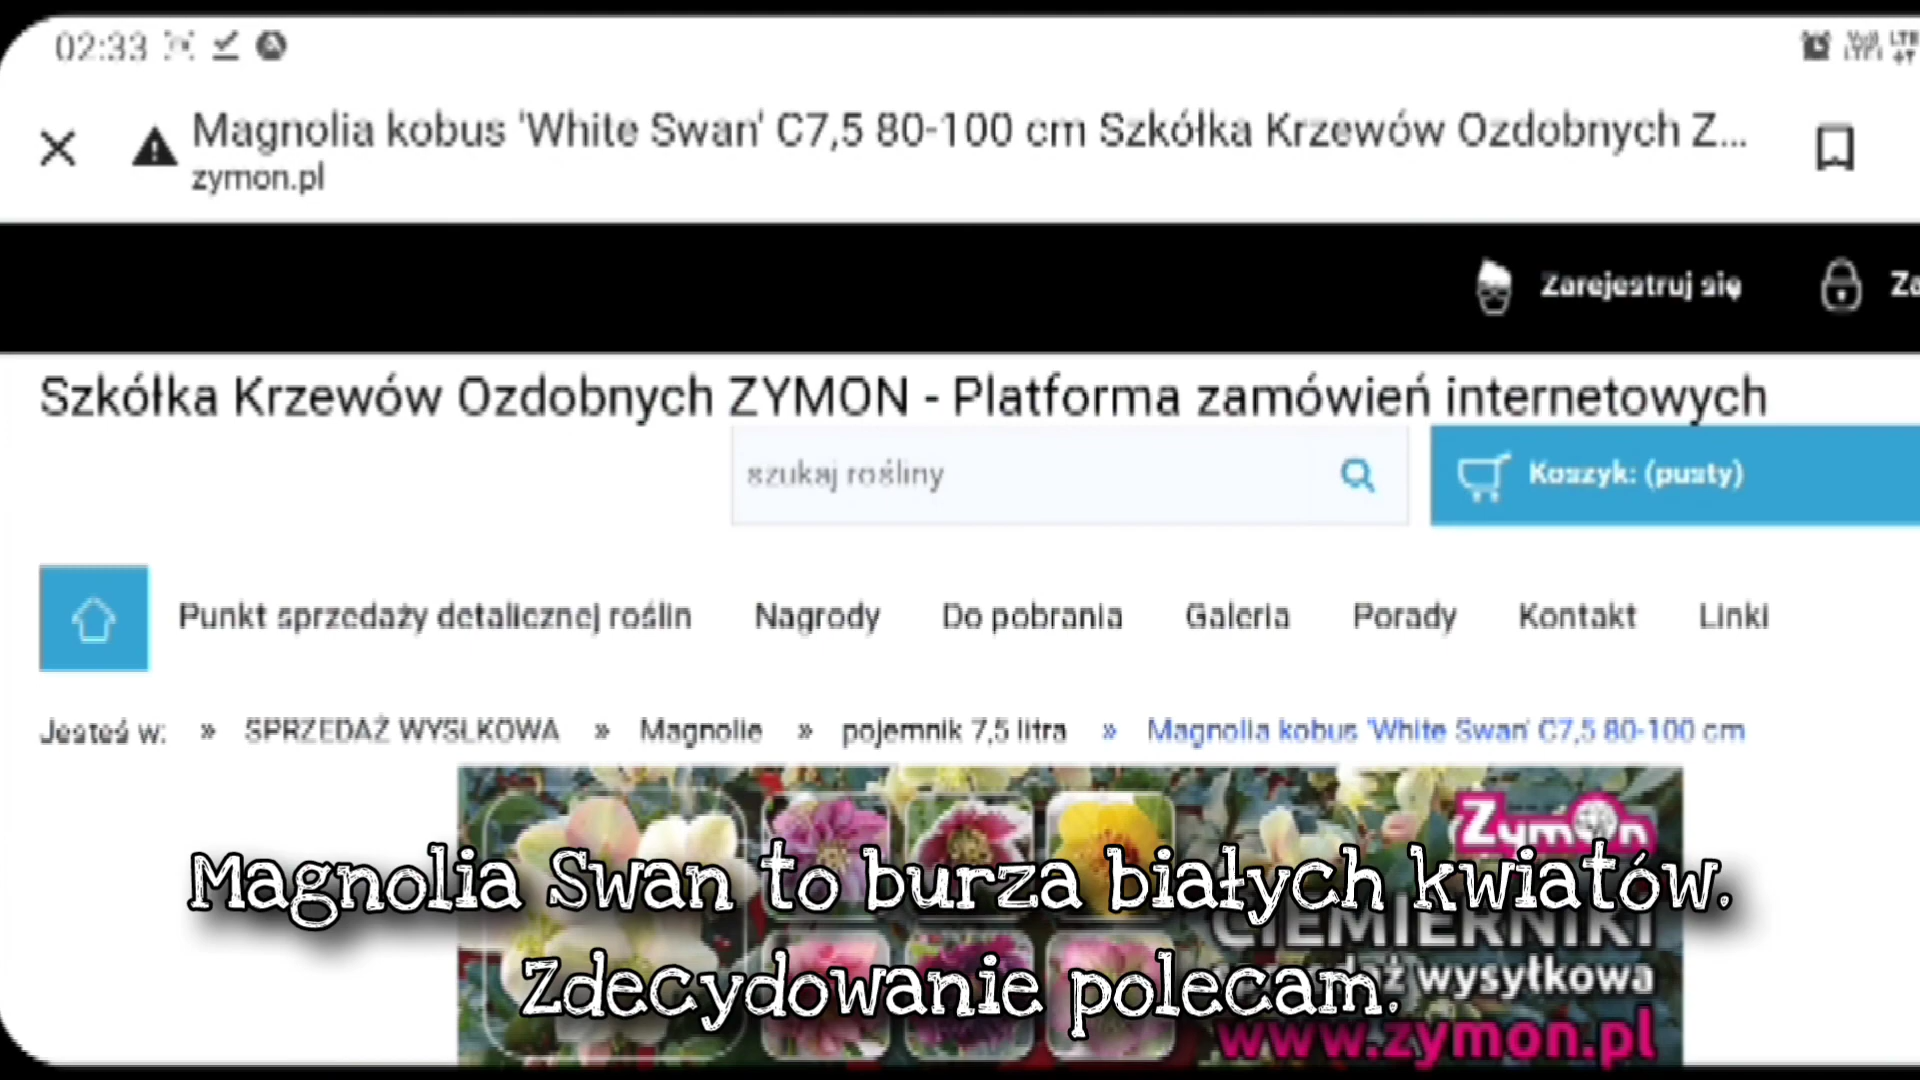 02:33
Magnolia kobus 'White Swan' C7,5 80-100 cm Szkółka Krzewów Ozdobnych Z...
zymon.pl
Zarejestruj się
Za
Szkółka Krzewów Ozdobnych ZYMON - Platforma zamówień internetowych
szukaj rośliny
Koszyk: (pusty)
Punkt sprzedaży detalicznej roślin Nagrody Do pobrania Galeria Porady Kontakt Linki
Jesteś w: » SPRZEDAŻ WYSŁKOWA » Magnolie » pojemnik 7,5 litra » Magnolia kobus 'White Swan' C7,5 80-100 cm
Zymon
Magnolia Swan to burza białych kwiatów.
CIEMIERNIKI
Zdecydowanie polecam.
wysyłkowa
www.zymon.pl